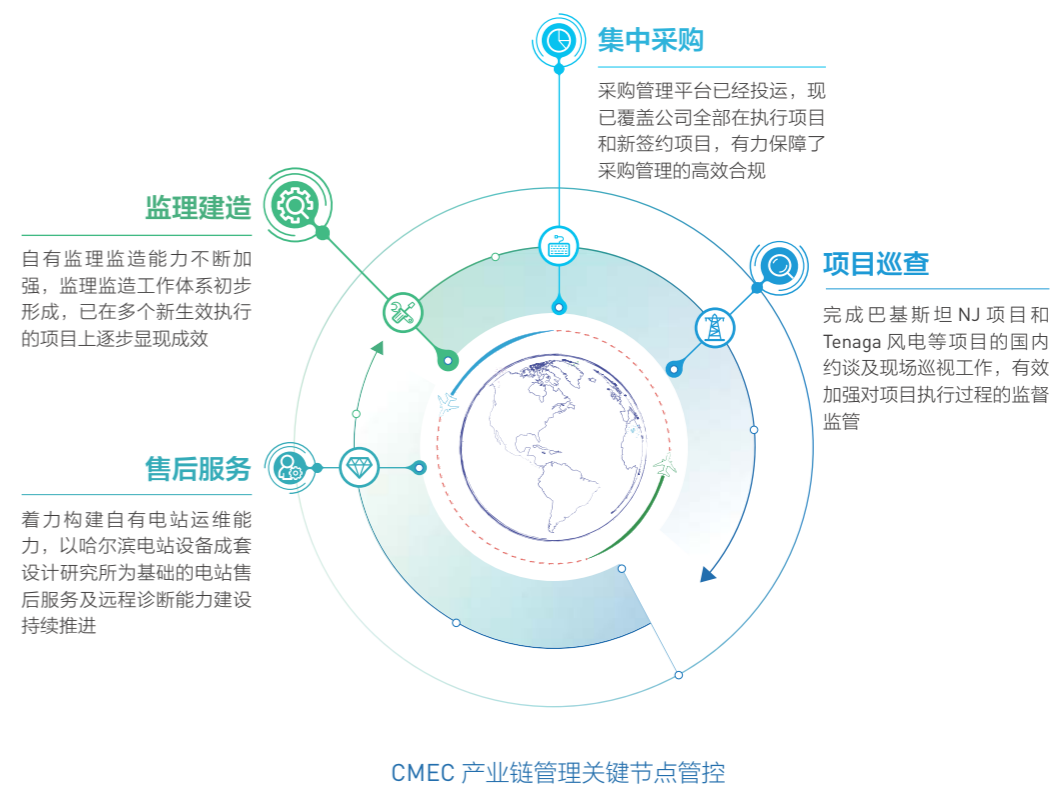 集中采购
采购管理平台已经投运，现
已覆盖公司全部在执行项目
和新签约项目，有力保障了
采购管理的高效合规
监理建造
自有监理监造能力不断加
强，监理监造工作体系初步
形成，已在多个新生效执行
的项目上逐步显现成效
项目巡查
完成巴基斯坦 NJ 项目和
Tenaga 风电等项目的国内
约谈及现场巡视工作，有效
加强对项目执行过程的监督
监管
售后服务
着力构建自有电站运维能
力，以哈尔滨电站设备成套
设计研究所为基础的电站售
后服务及远程诊断能力建设
持续推进
CMEC 产业链管理关键节点管控